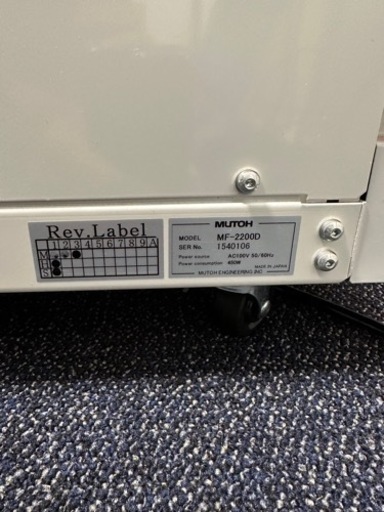 Rev.Label
1 2 3 4 5 6 7 8 9 A
M
E
S
MUTOH
MODEL MF-2200D
SER No. 1540106
Power source AC100V 50/60Hz
Power consumption 450W
MADE IN JAPAN
MUTOH ENGINEERING INC.